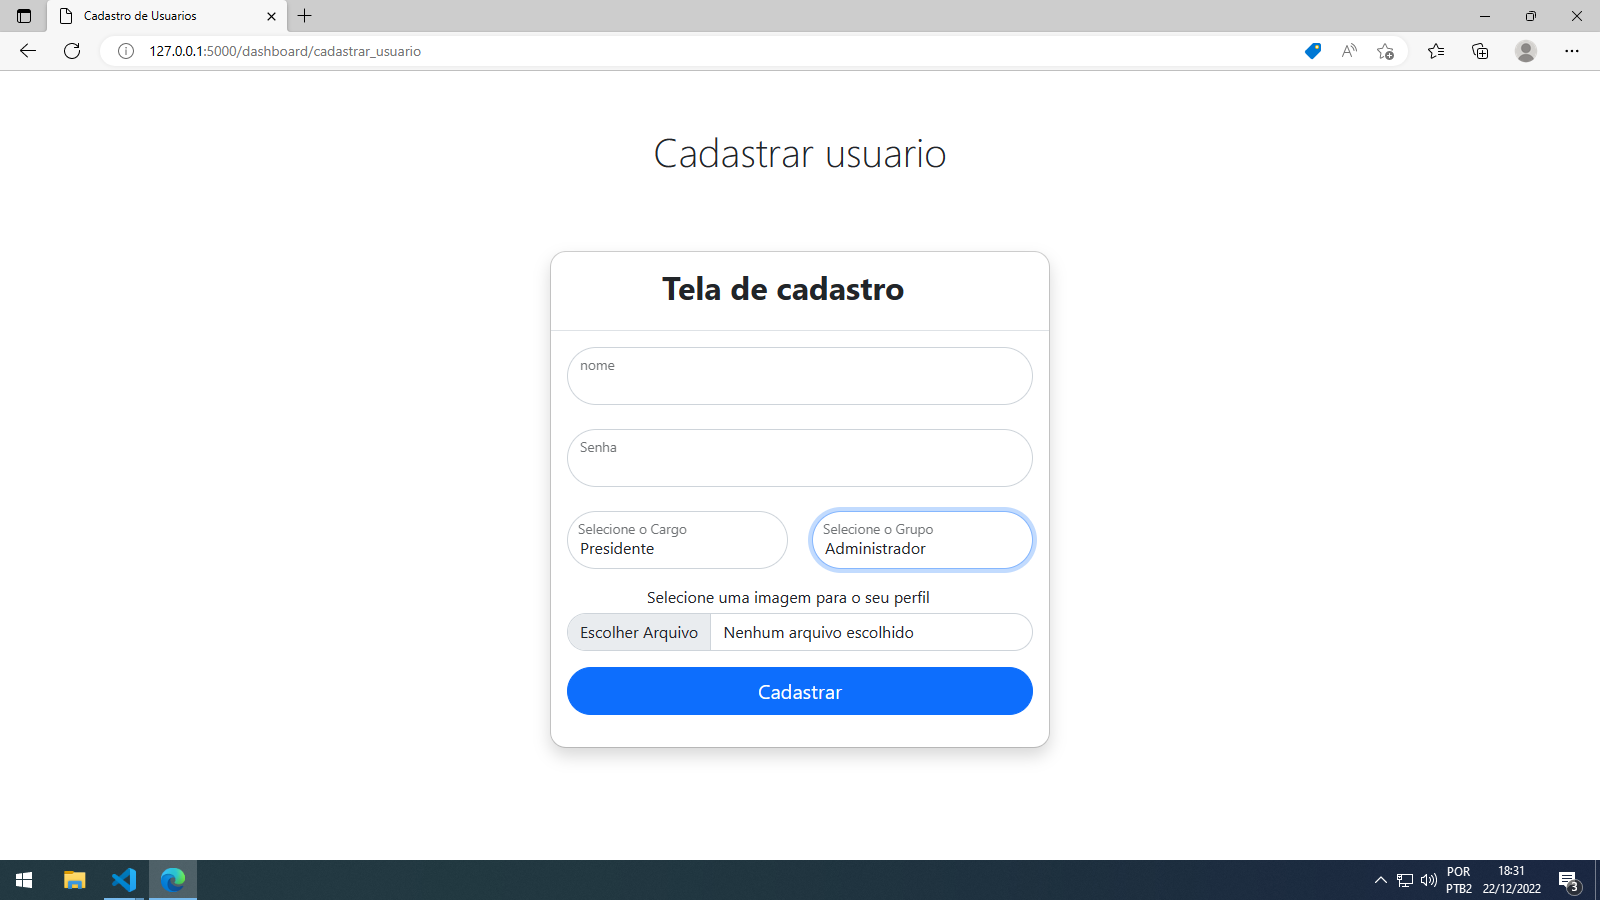 Cadastro de Usuarios
127.0.0.1:5000/dashboard/cadastrar_usuario
Cadastrar usuario
Tela de cadastro
nome
Senha
Selecione o Cargo
Presidente
Selecione o Grupo
Administrador
Selecione uma imagem para o seu perfil
Escolher Arquivo Nenhum arquivo escolhido
Cadastrar
POR
PTB2
18:31
22/12/2022
3